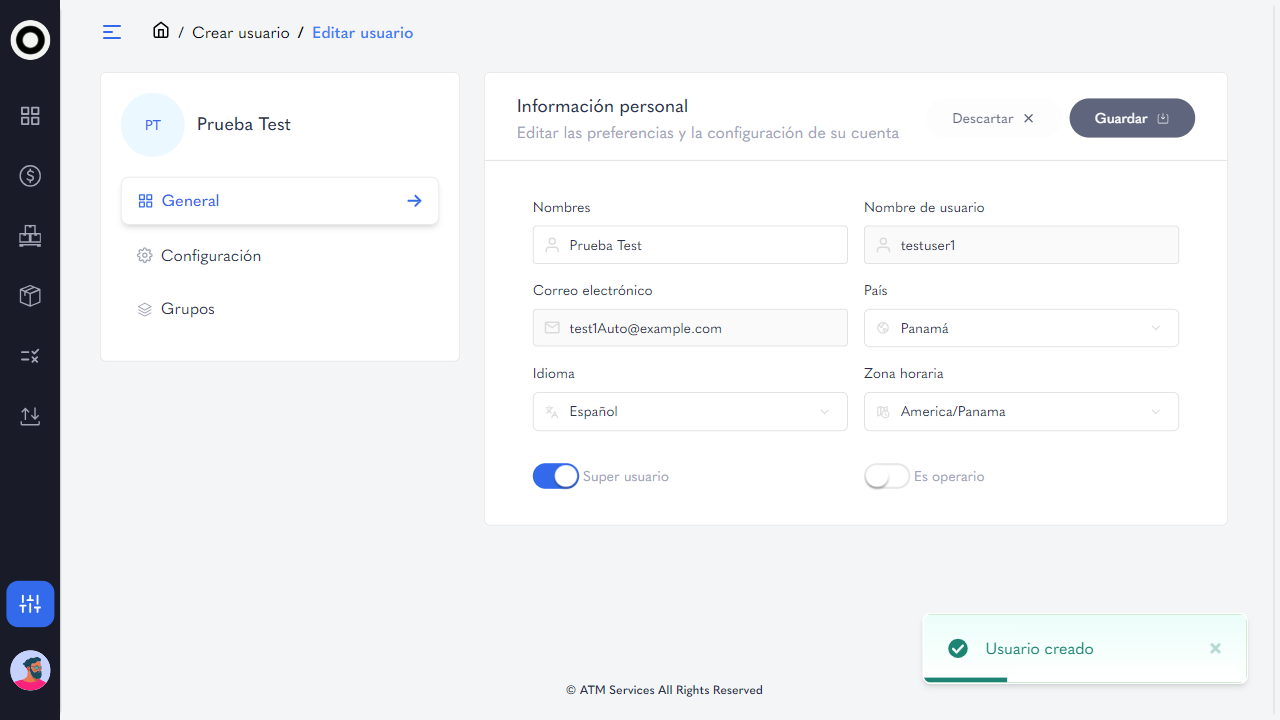 / Crear usuario / Editar usuario
PT
Prueba Test
General
Configuración
Grupos
Información personal
Editar las preferencias y la configuración de su cuenta
Descartar
Guardar
Nombres
Nombre de usuario
Prueba Test
testuser1
Correo electrónico
País
test1Auto@example.com
Panamá
Idioma
Zona horaria
Español
America/Panama
Super usuario
Es operario
Usuario creado
© ATM Services All Rights Reserved